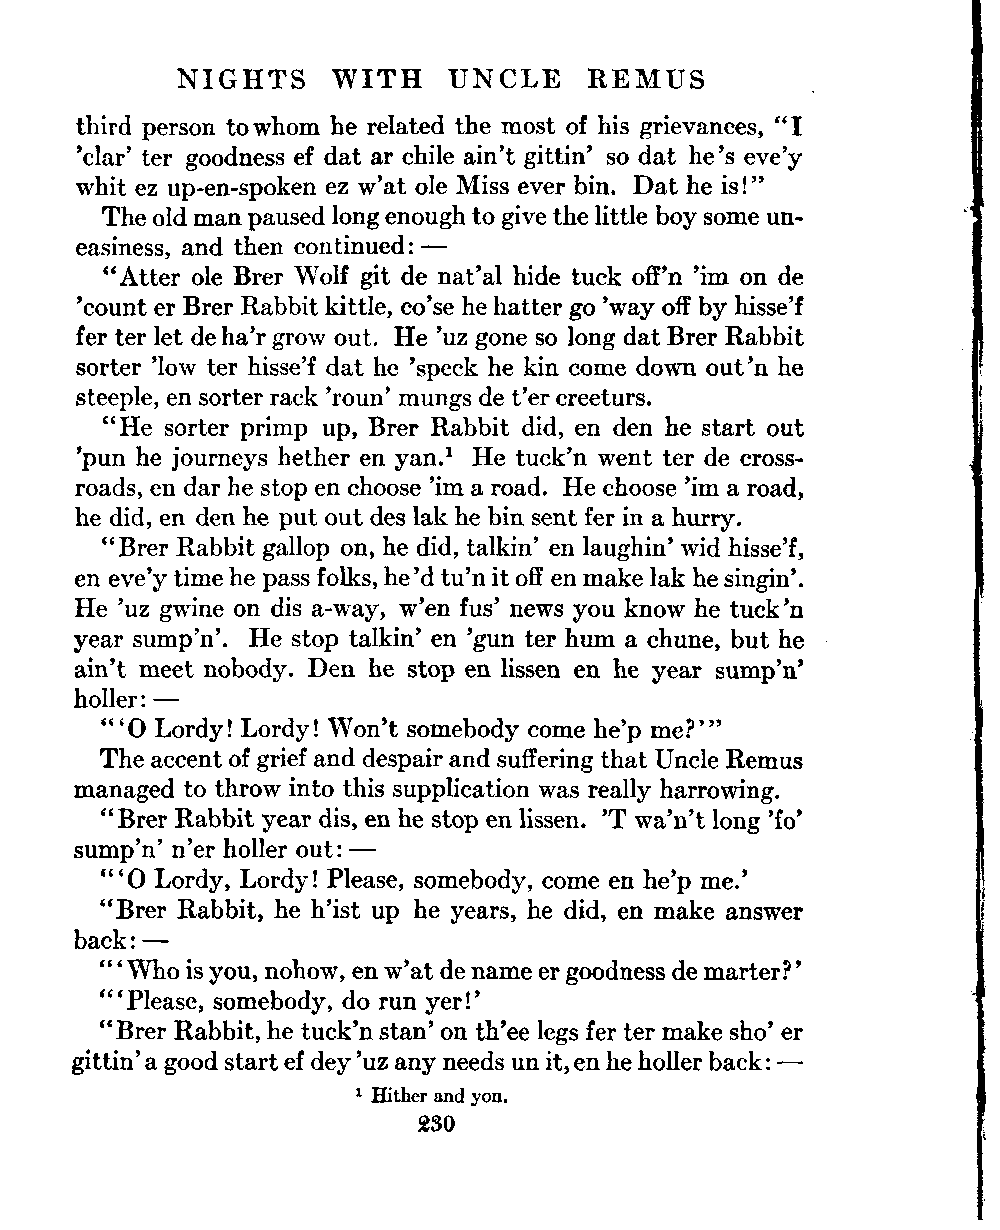 NIGHTS WITH UNCLE REMUS
third person to whom he related the most of his grievances, “I
’clar’ ter goodness ef dat ar chile ain’t gittin’ so dat he’s eve’y
whit ez up-en-spoken ez w’at ole Miss ever bin. Dat he is!”
The old man paused long enough to give the little boy some un-
easiness, and then continued: —
“Atter ole Brer Wolf git de nat’al hide tuck off’n ’im on de
’count er Brer Rabbit kittle, co’se he hatter go ’way off by hisse’f
fer ter let de ha’r grow out. He ’uz gone so long dat Brer Rabbit
sorter ’low ter hisse’f dat he ’speck he kin come down out’n he
steeple, en sorter rack ’roun’ mungs de t’er creeturs.
“He sorter primp up, Brer Rabbit did, en den he start out
’pun he journeys hether en yan.¹ He tuck’n went ter de cross-
roads, en dar he stop en choose ’im a road. He choose ’im a road,
he did, en den he put out des lak he bin sent fer in a hurry.
“Brer Rabbit gallop on, he did, talkin’ en laughin’ wid hisse’f,
en eve’y time he pass folks, he’d tu’n it off en make lak he singin’.
He ’uz gwine on dis a-way, w’en fus’ news you know he tuck’n
year sump’n’. He stop talkin’ en ’gun ter hum a chune, but he
ain’t meet nobody. Den he stop en lissen en he year sump’n’
holler: —
“‘O Lordy! Lordy! Won’t somebody come he’p me?’”
The accent of grief and despair and suffering that Uncle Remus
managed to throw into this supplication was really harrowing.
“Brer Rabbit year dis, en he stop en lissen. ’T wa’n’t long ’fo’
sump’n’ n’er holler out: —
“‘O Lordy, Lordy! Please, somebody, come en he’p me.’
“Brer Rabbit, he h’ist up he years, he did, en make answer
back: —
“‘Who is you, nohow, en w’at de name er goodness de marter?’
“‘Please, somebody, do run yer!’
“Brer Rabbit, he tuck’n stan’ on th’ee legs fer ter make sho’ er
gittin’ a good start ef dey ’uz any needs un it, en he holler back: —
¹ Hither and yon.
230